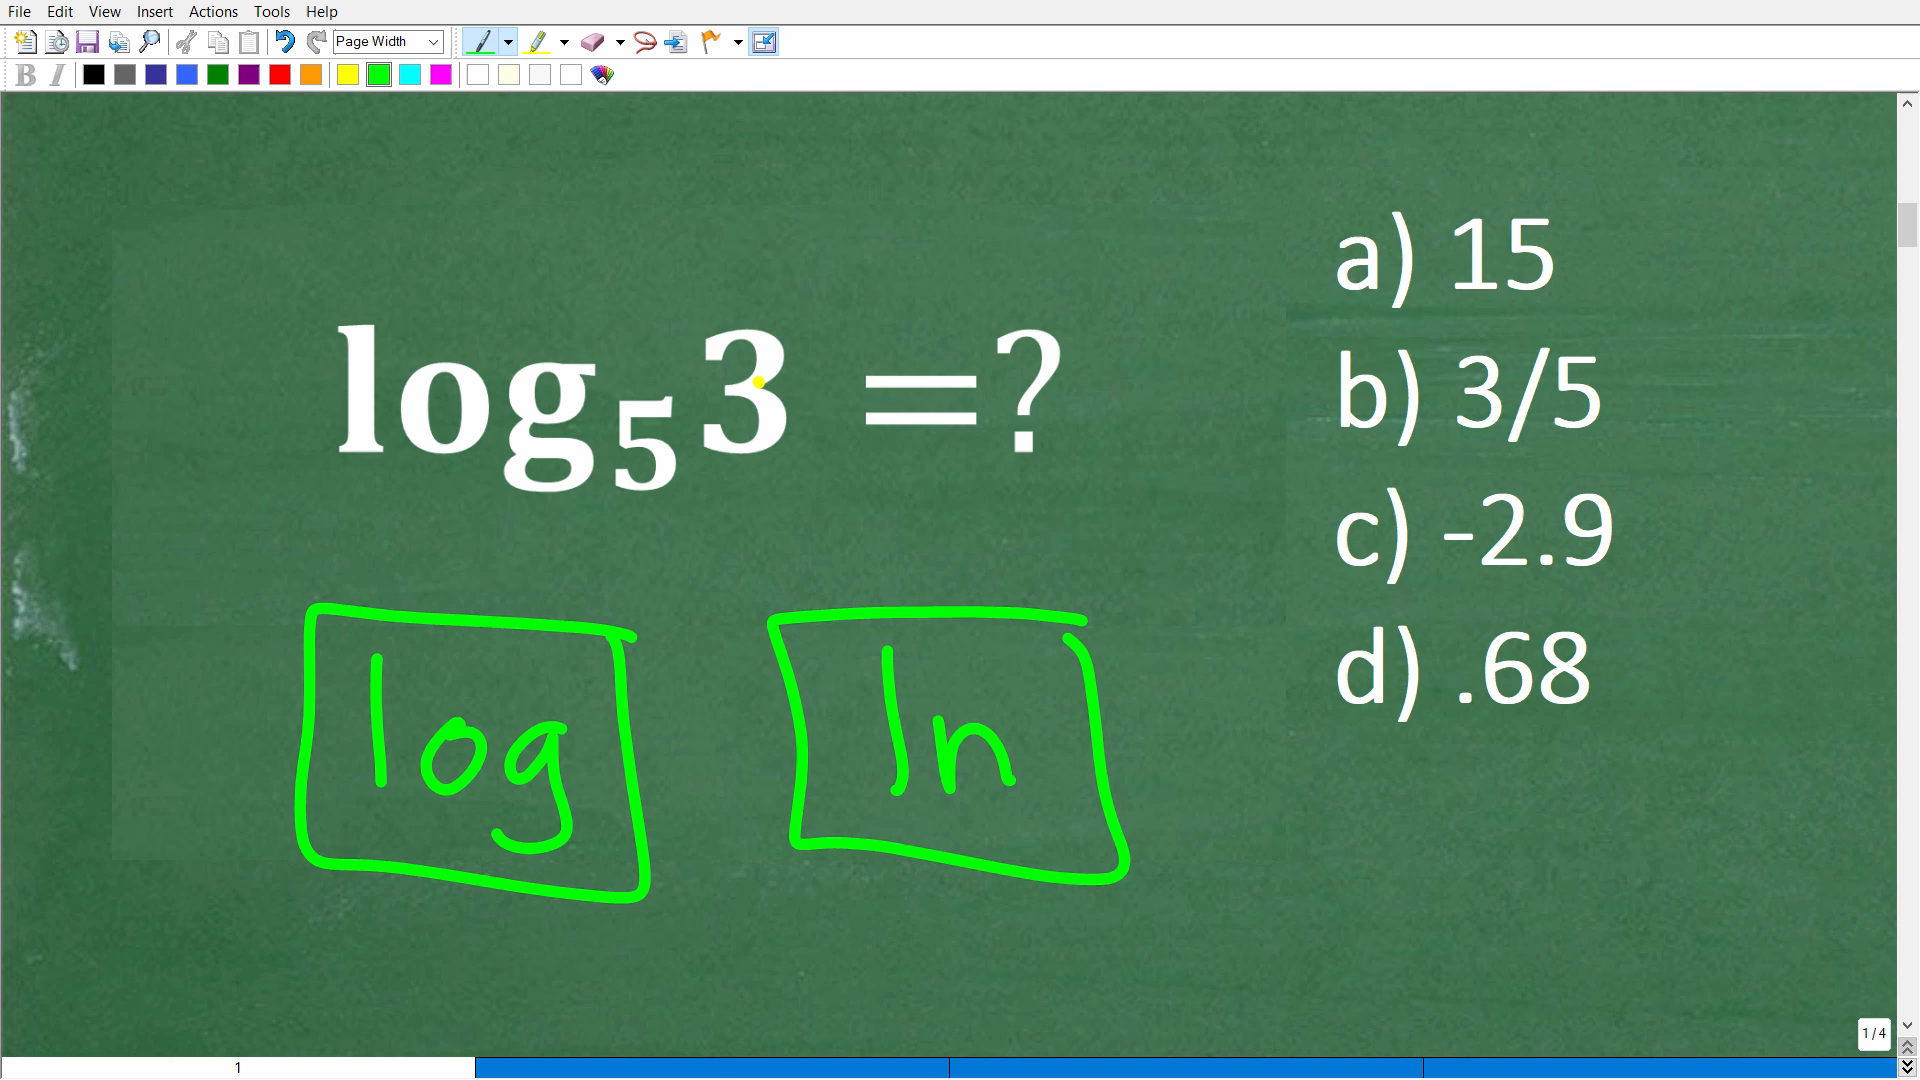 File Edit View Insert Actions Tools Help
Page Width
B I
log₅3 =?
a) 15
b) 3/5
c) -2.9
d) .68
log ln
1 / 4
1